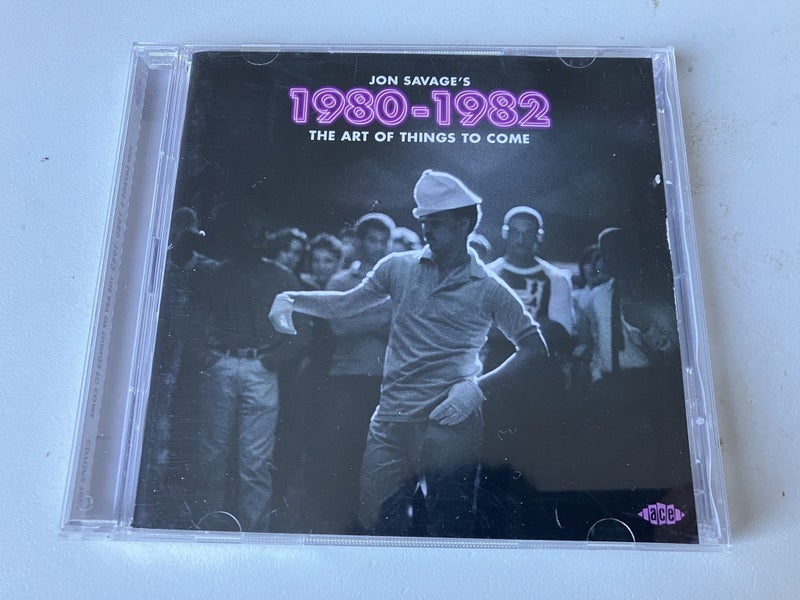 JON SAVAGE'S
1980-1982
THE ART OF THINGS TO COME
ace